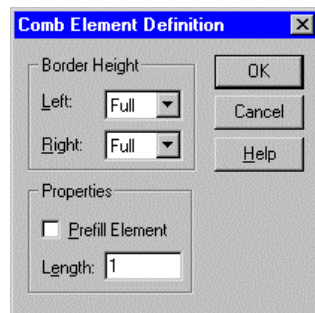 Comb Element Definition
Border Height
Left: Full
Right: Full
OK
Cancel
Help
Properties
Prefill Element
Length: 1